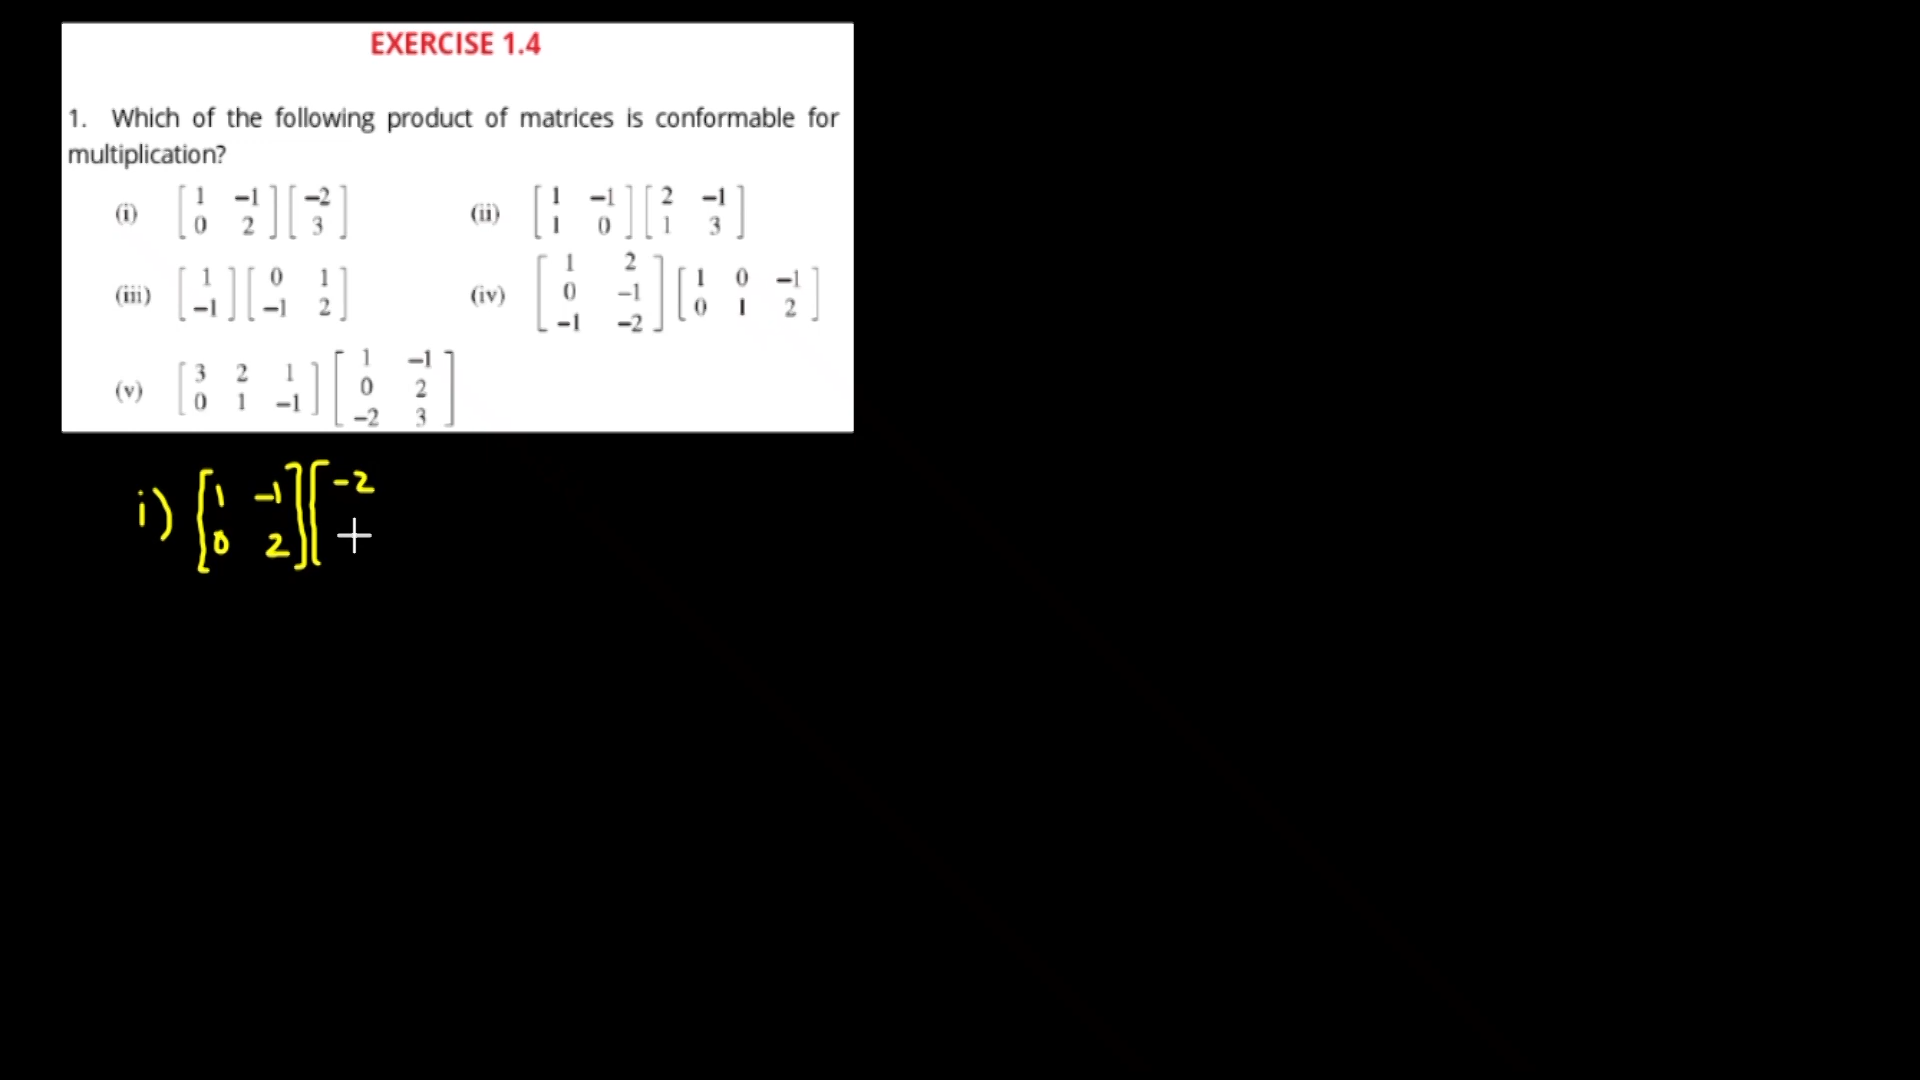 EXERCISE 1.4
1. Which of the following product of matrices is conformable for
multiplication?
(i) [1 −1] [−2] (ii) [1 −1] [2 −1]
[0 2] [3] [1 0] [1 3]
(iii) [1] [0 1] (iv) [1 2] [1 0 −1]
[−1] [−1 2] [0 −1] [0 1 2]
[−1 −2]
(v) [3 2 1] [1 −1]
[0 1 −1] [0 2]
[−2 3]
i) [1 -1] [-2
[0 2] [